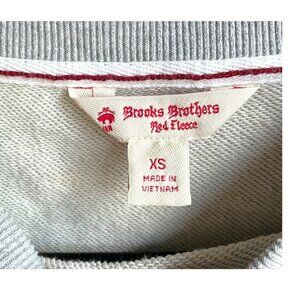 Brooks Brothers
Red Fleece
XS
MADE IN
VIETNAM